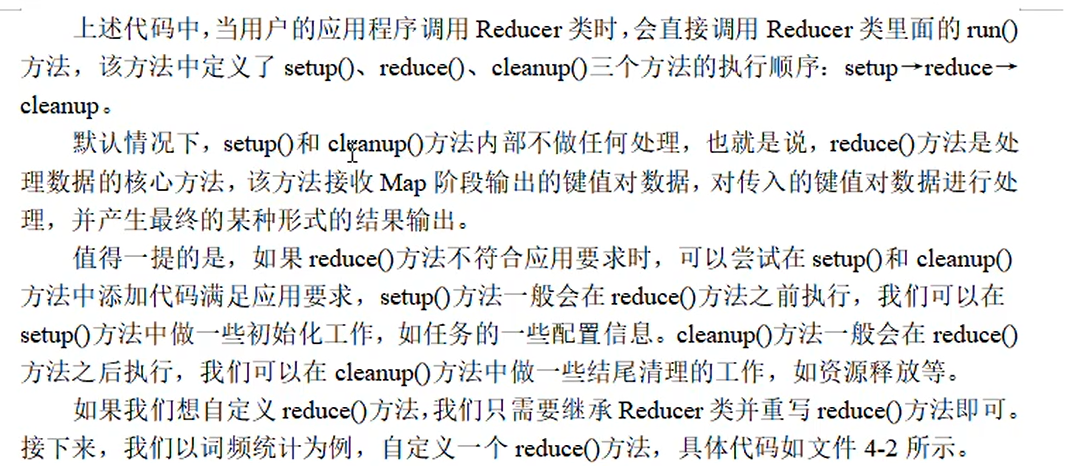 上述代码中，当用户的应用程序调用 Reducer 类时，会直接调用 Reducer 类里面的 run()
方法，该方法中定义了 setup()、reduce()、cleanup()三个方法的执行顺序：setup→reduce→
cleanup。
默认情况下，setup()和 cleanup()方法内部不做任何处理，也就是说，reduce()方法是处
理数据的核心方法，该方法接收 Map 阶段输出的键值对数据，对传入的键值对数据进行处
理，并产生最终的某种形式的结果输出。
值得一提的是，如果 reduce()方法不符合应用要求时，可以尝试在 setup()和 cleanup()
方法中添加代码满足应用要求，setup()方法一般会在 reduce()方法之前执行，我们可以在
setup()方法中做一些初始化工作，如任务的一些配置信息。cleanup()方法一般会在 reduce()
方法之后执行，我们可以在 cleanup()方法中做一些结尾清理的工作，如资源释放等。
如果我们想自定义 reduce()方法，我们只需要继承 Reducer 类并重写 reduce()方法即可。
接下来，我们以词频统计为例，自定义一个 reduce()方法，具体代码如文件 4-2 所示。